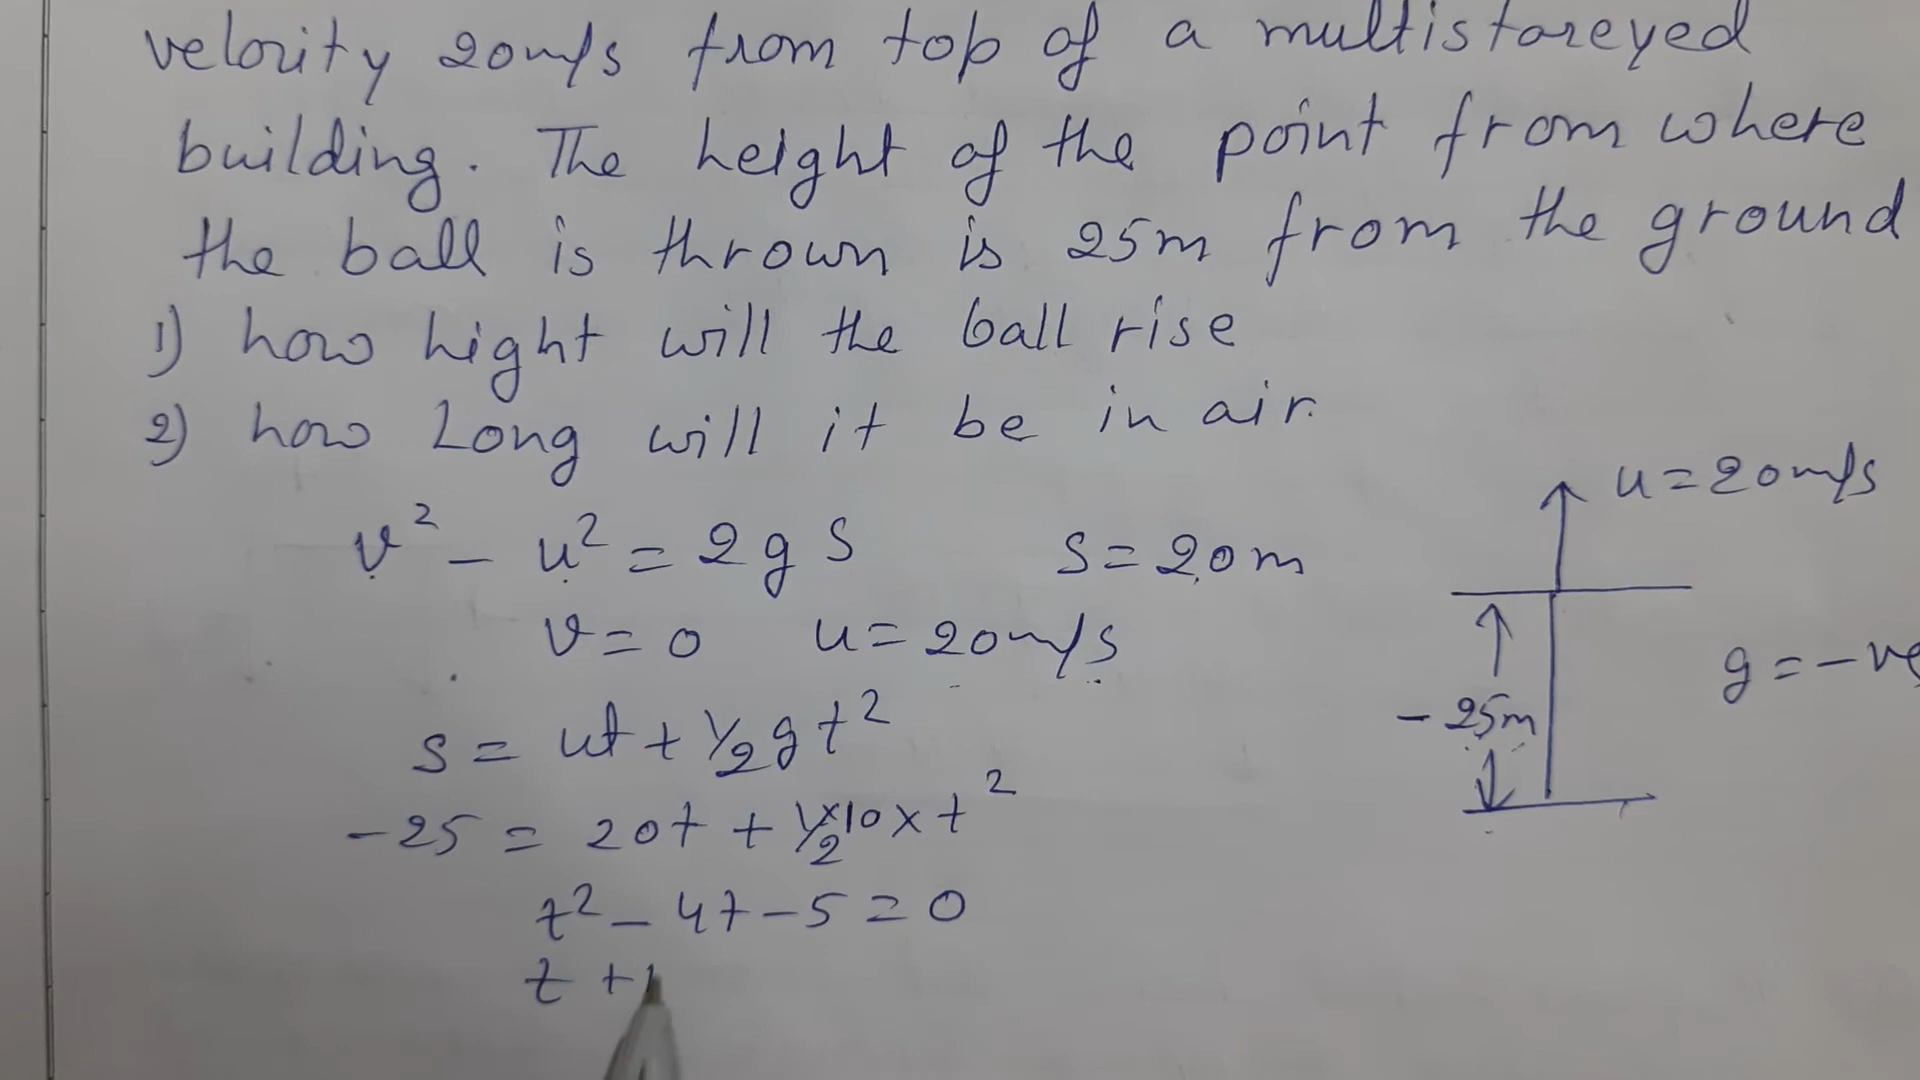 velocity 20m/s from top of a multistoreyed
building. The height of the point from where
the ball is thrown is 25m from the ground
1) how hight will the ball rise
2) how Long will it be in air.
u=20m/s
v² - u² = 2gS S=20m
v=0 u=20m/s
g=-ve
-25m
s = ut + 1/2gt²
-25 = 20t + 1/2×10×t²
t² - 4t - 5 = 0
t +1